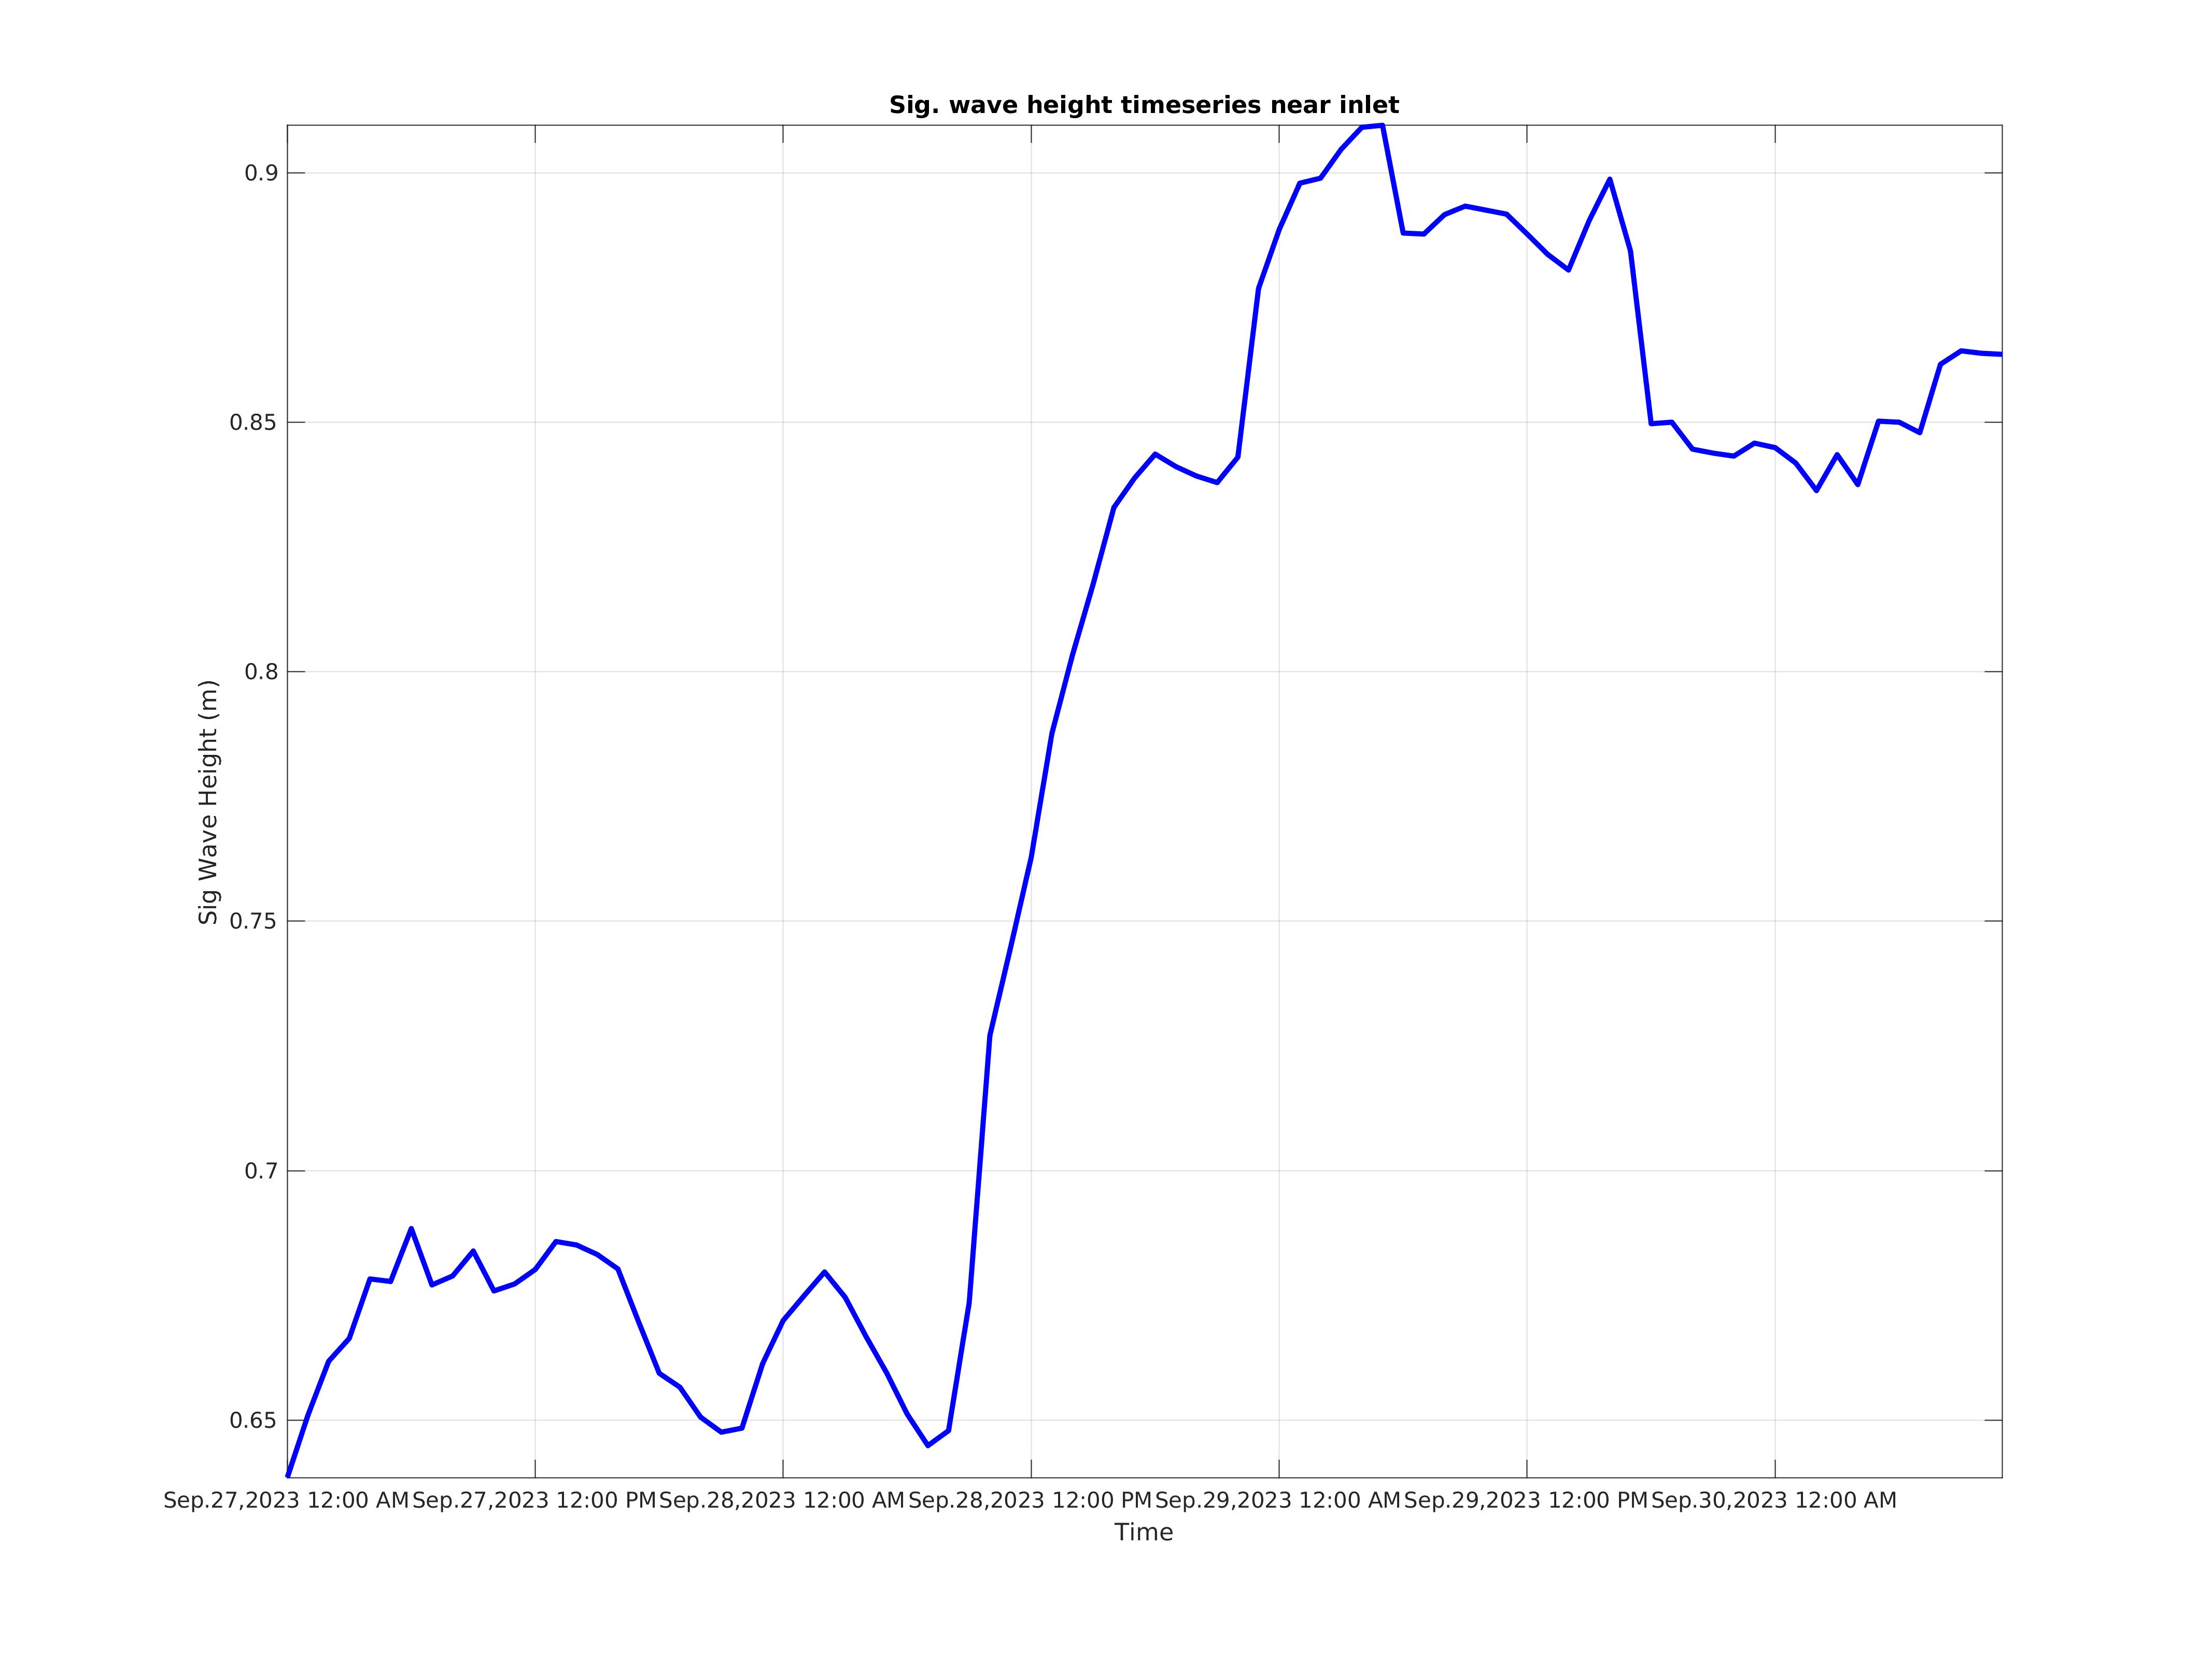 Sig. wave height timeseries near inlet
0.9
0.85
0.8
0.75
0.7
0.65
Sig Wave Height (m)
Sep.27,2023 12:00 AM Sep.27,2023 12:00 PM Sep.28,2023 12:00 AM Sep.28,2023 12:00 PM Sep.29,2023 12:00 AM Sep.29,2023 12:00 PM Sep.30,2023 12:00 AM
Time